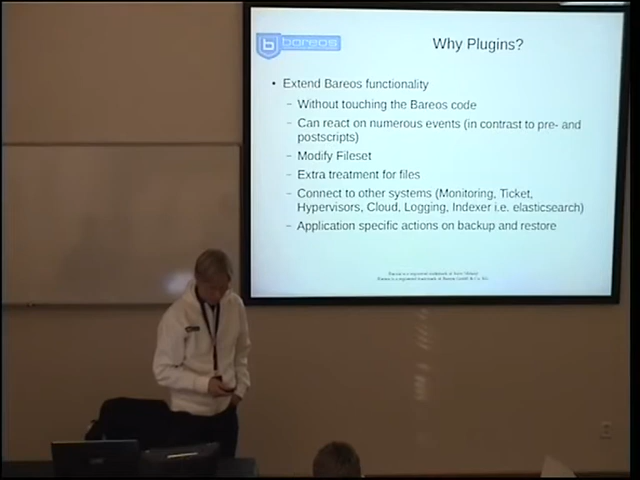 b bareos
Why Plugins?
• Extend Bareos functionality
– Without touching the Bareos code
– Can react on numerous events (in contrast to pre- and
postscripts)
– Modify Fileset
– Extra treatment for files
– Connect to other systems (Monitoring, Ticket,
Hypervisors, Cloud, Logging, Indexer i.e. elasticsearch)
– Application specific actions on backup and restore